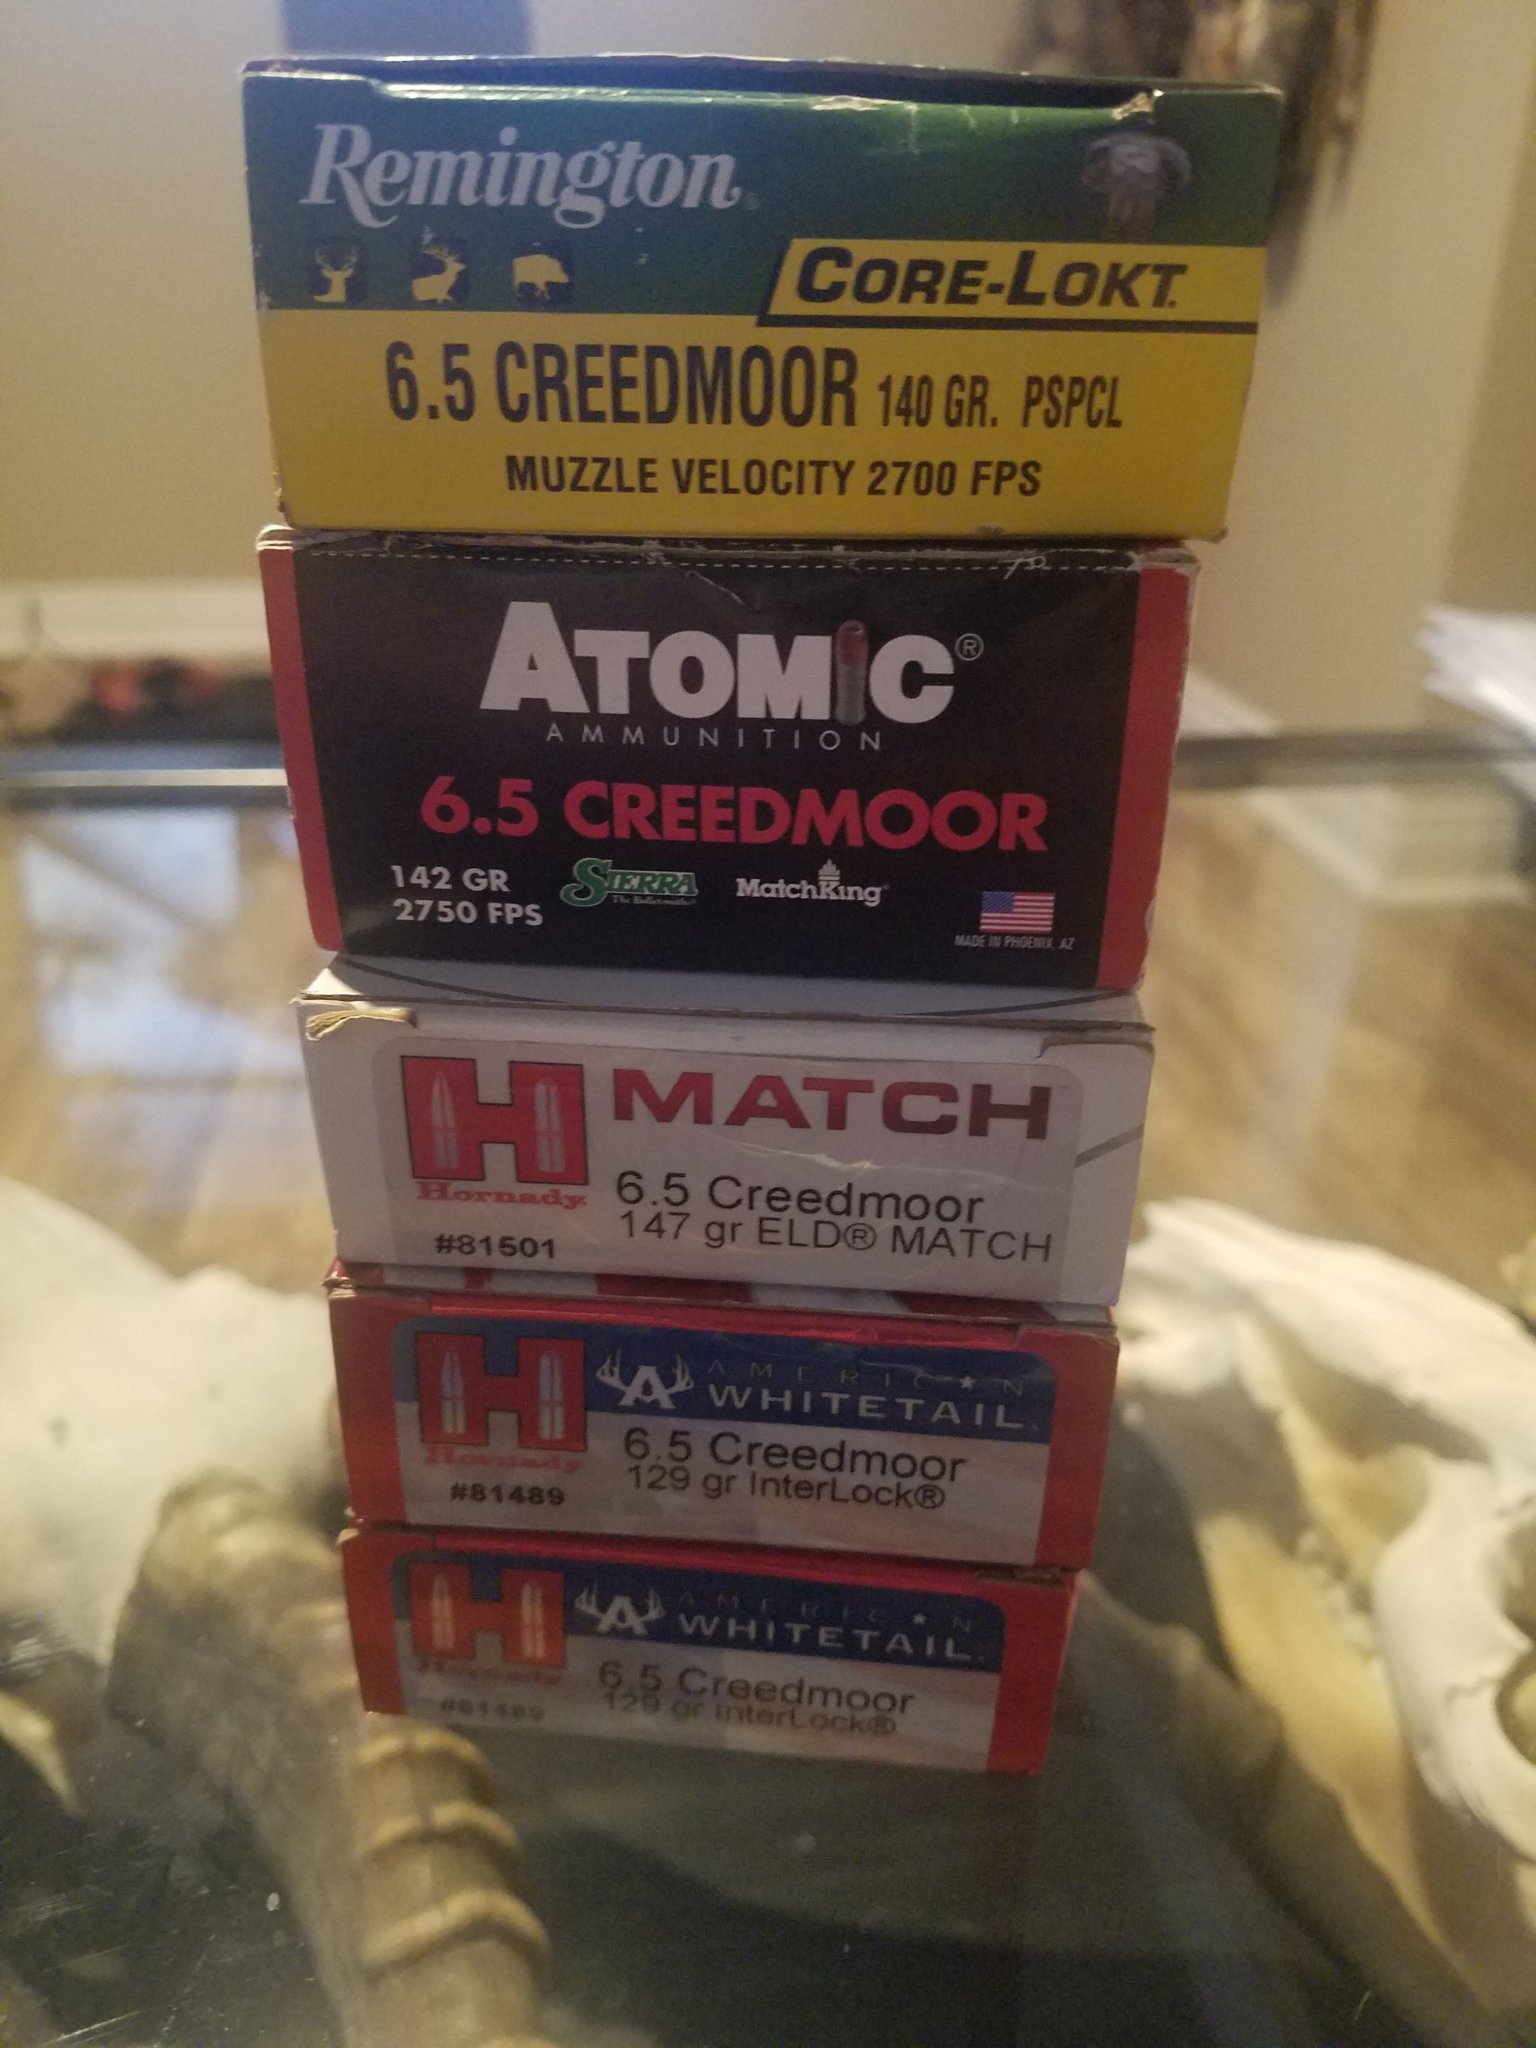 Remington®
CORE-LOKT®
6.5 CREEDMOOR 140 GR. PSPCL
MUZZLE VELOCITY 2700 FPS
ATOMIC®
AMMUNITION
6.5 CREEDMOOR
142 GR
2750 FPS
SIERRA
The Bulletsmiths®
MatchKing®
MADE IN PHOENIX, AZ
H
Hornady®
#81501
MATCH
6.5 Creedmoor
147 gr ELD® MATCH
H
Hornady
#81489
A
AMERICAN
WHITETAIL®
6.5 Creedmoor
129 gr InterLock®
H
Hornady
#81489
A
AMERICAN
WHITETAIL®
6.5 Creedmoor
129 gr InterLock®